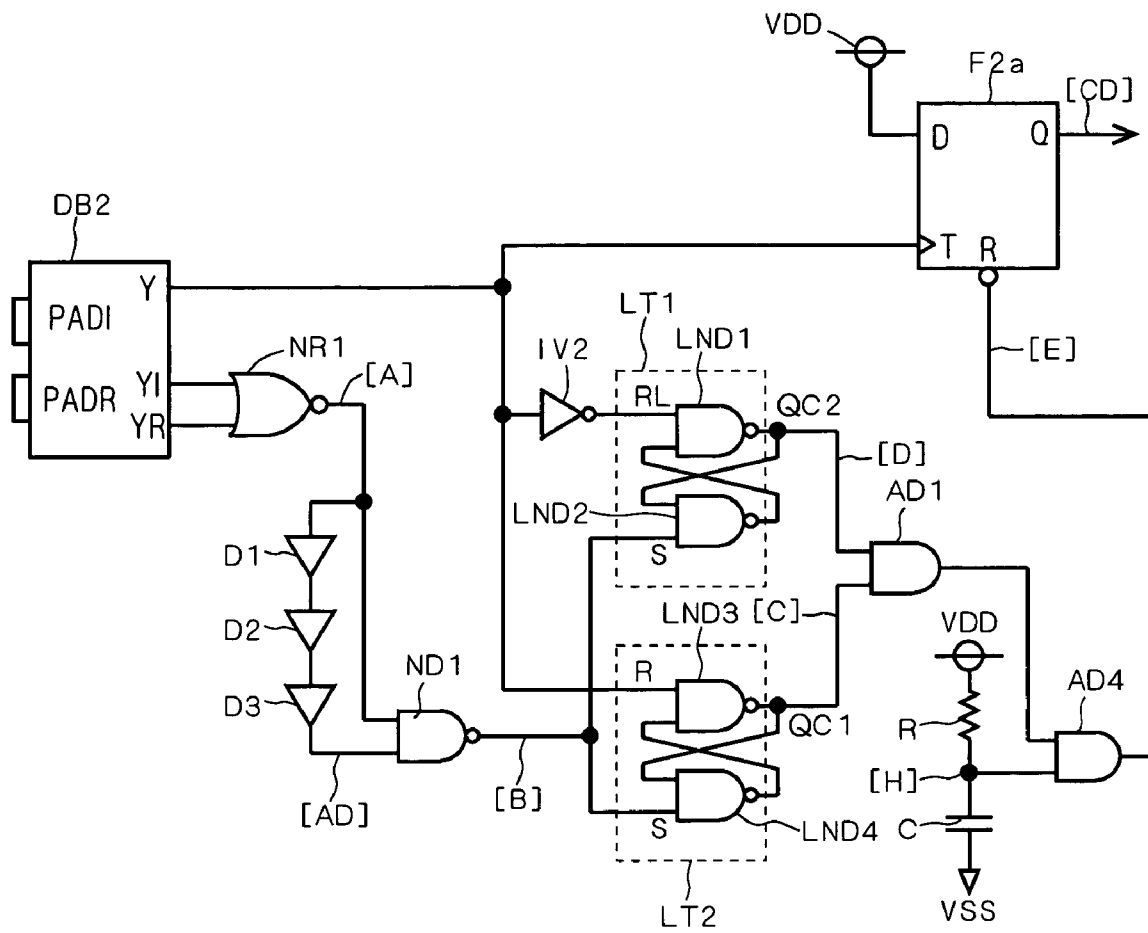 VDD
F2a
[CD]
D
Q
T
R
[E]
DB2
Y
PADI
PADR
YI
YR
NR1
[A]
LT1
IV2
LND1
RL
QC2
[D]
AD1
LND2
S
D1
D2
D3
ND1
[AD]
[B]
LND3
[C]
R
QC1
S
LND4
LT2
VDD
R
[H]
C
VSS
AD4